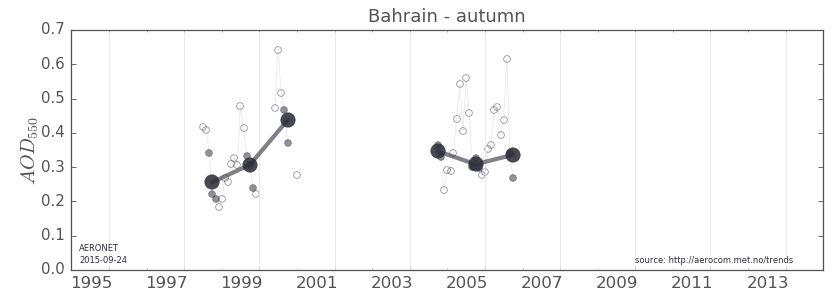 Bahrain - autumn
0.7
0.6
0.5
0.4
0.3
0.2
0.1
0.0
AOD550
AERONET
2015-09-24
source: http://aerocom.met.no/trends
1995 1997 1999 2001 2003 2005 2007 2009 2011 2013